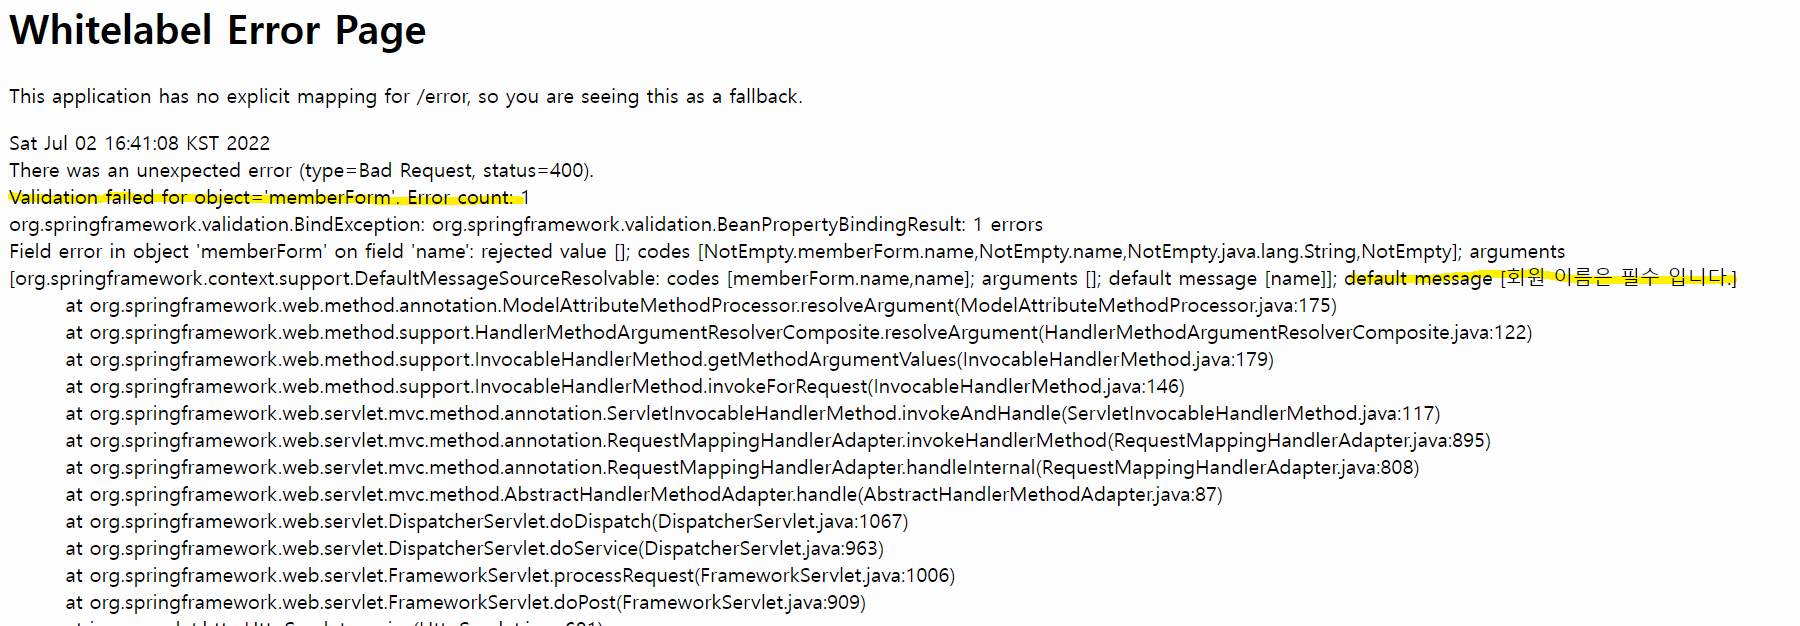 Whitelabel Error Page
This application has no explicit mapping for /error, so you are seeing this as a fallback.
Sat Jul 02 16:41:08 KST 2022
There was an unexpected error (type=Bad Request, status=400).
Validation failed for object='memberForm'. Error count: 1
org.springframework.validation.BindException: org.springframework.validation.BeanPropertyBindingResult: 1 errors
Field error in object 'memberForm' on field 'name': rejected value []; codes [NotEmpty.memberForm.name,NotEmpty.name,NotEmpty.java.lang.String,NotEmpty]; arguments
[org.springframework.context.support.DefaultMessageSourceResolvable: codes [memberForm.name,name]; arguments []; default message [name]]; default message [회원 이름은 필수 입니다.]
at org.springframework.web.method.annotation.ModelAttributeMethodProcessor.resolveArgument(ModelAttributeMethodProcessor.java:175)
at org.springframework.web.method.support.HandlerMethodArgumentResolverComposite.resolveArgument(HandlerMethodArgumentResolverComposite.java:122)
at org.springframework.web.method.support.InvocableHandlerMethod.getMethodArgumentValues(InvocableHandlerMethod.java:179)
at org.springframework.web.method.support.InvocableHandlerMethod.invokeForRequest(InvocableHandlerMethod.java:146)
at org.springframework.web.servlet.mvc.method.annotation.ServletInvocableHandlerMethod.invokeAndHandle(ServletInvocableHandlerMethod.java:117)
at org.springframework.web.servlet.mvc.method.annotation.RequestMappingHandlerAdapter.invokeHandlerMethod(RequestMappingHandlerAdapter.java:895)
at org.springframework.web.servlet.mvc.method.annotation.RequestMappingHandlerAdapter.handleInternal(RequestMappingHandlerAdapter.java:808)
at org.springframework.web.servlet.mvc.method.AbstractHandlerMethodAdapter.handle(AbstractHandlerMethodAdapter.java:87)
at org.springframework.web.servlet.DispatcherServlet.doDispatch(DispatcherServlet.java:1067)
at org.springframework.web.servlet.DispatcherServlet.doService(DispatcherServlet.java:963)
at org.springframework.web.servlet.FrameworkServlet.processRequest(FrameworkServlet.java:1006)
at org.springframework.web.servlet.FrameworkServlet.doPost(FrameworkServlet.java:909)